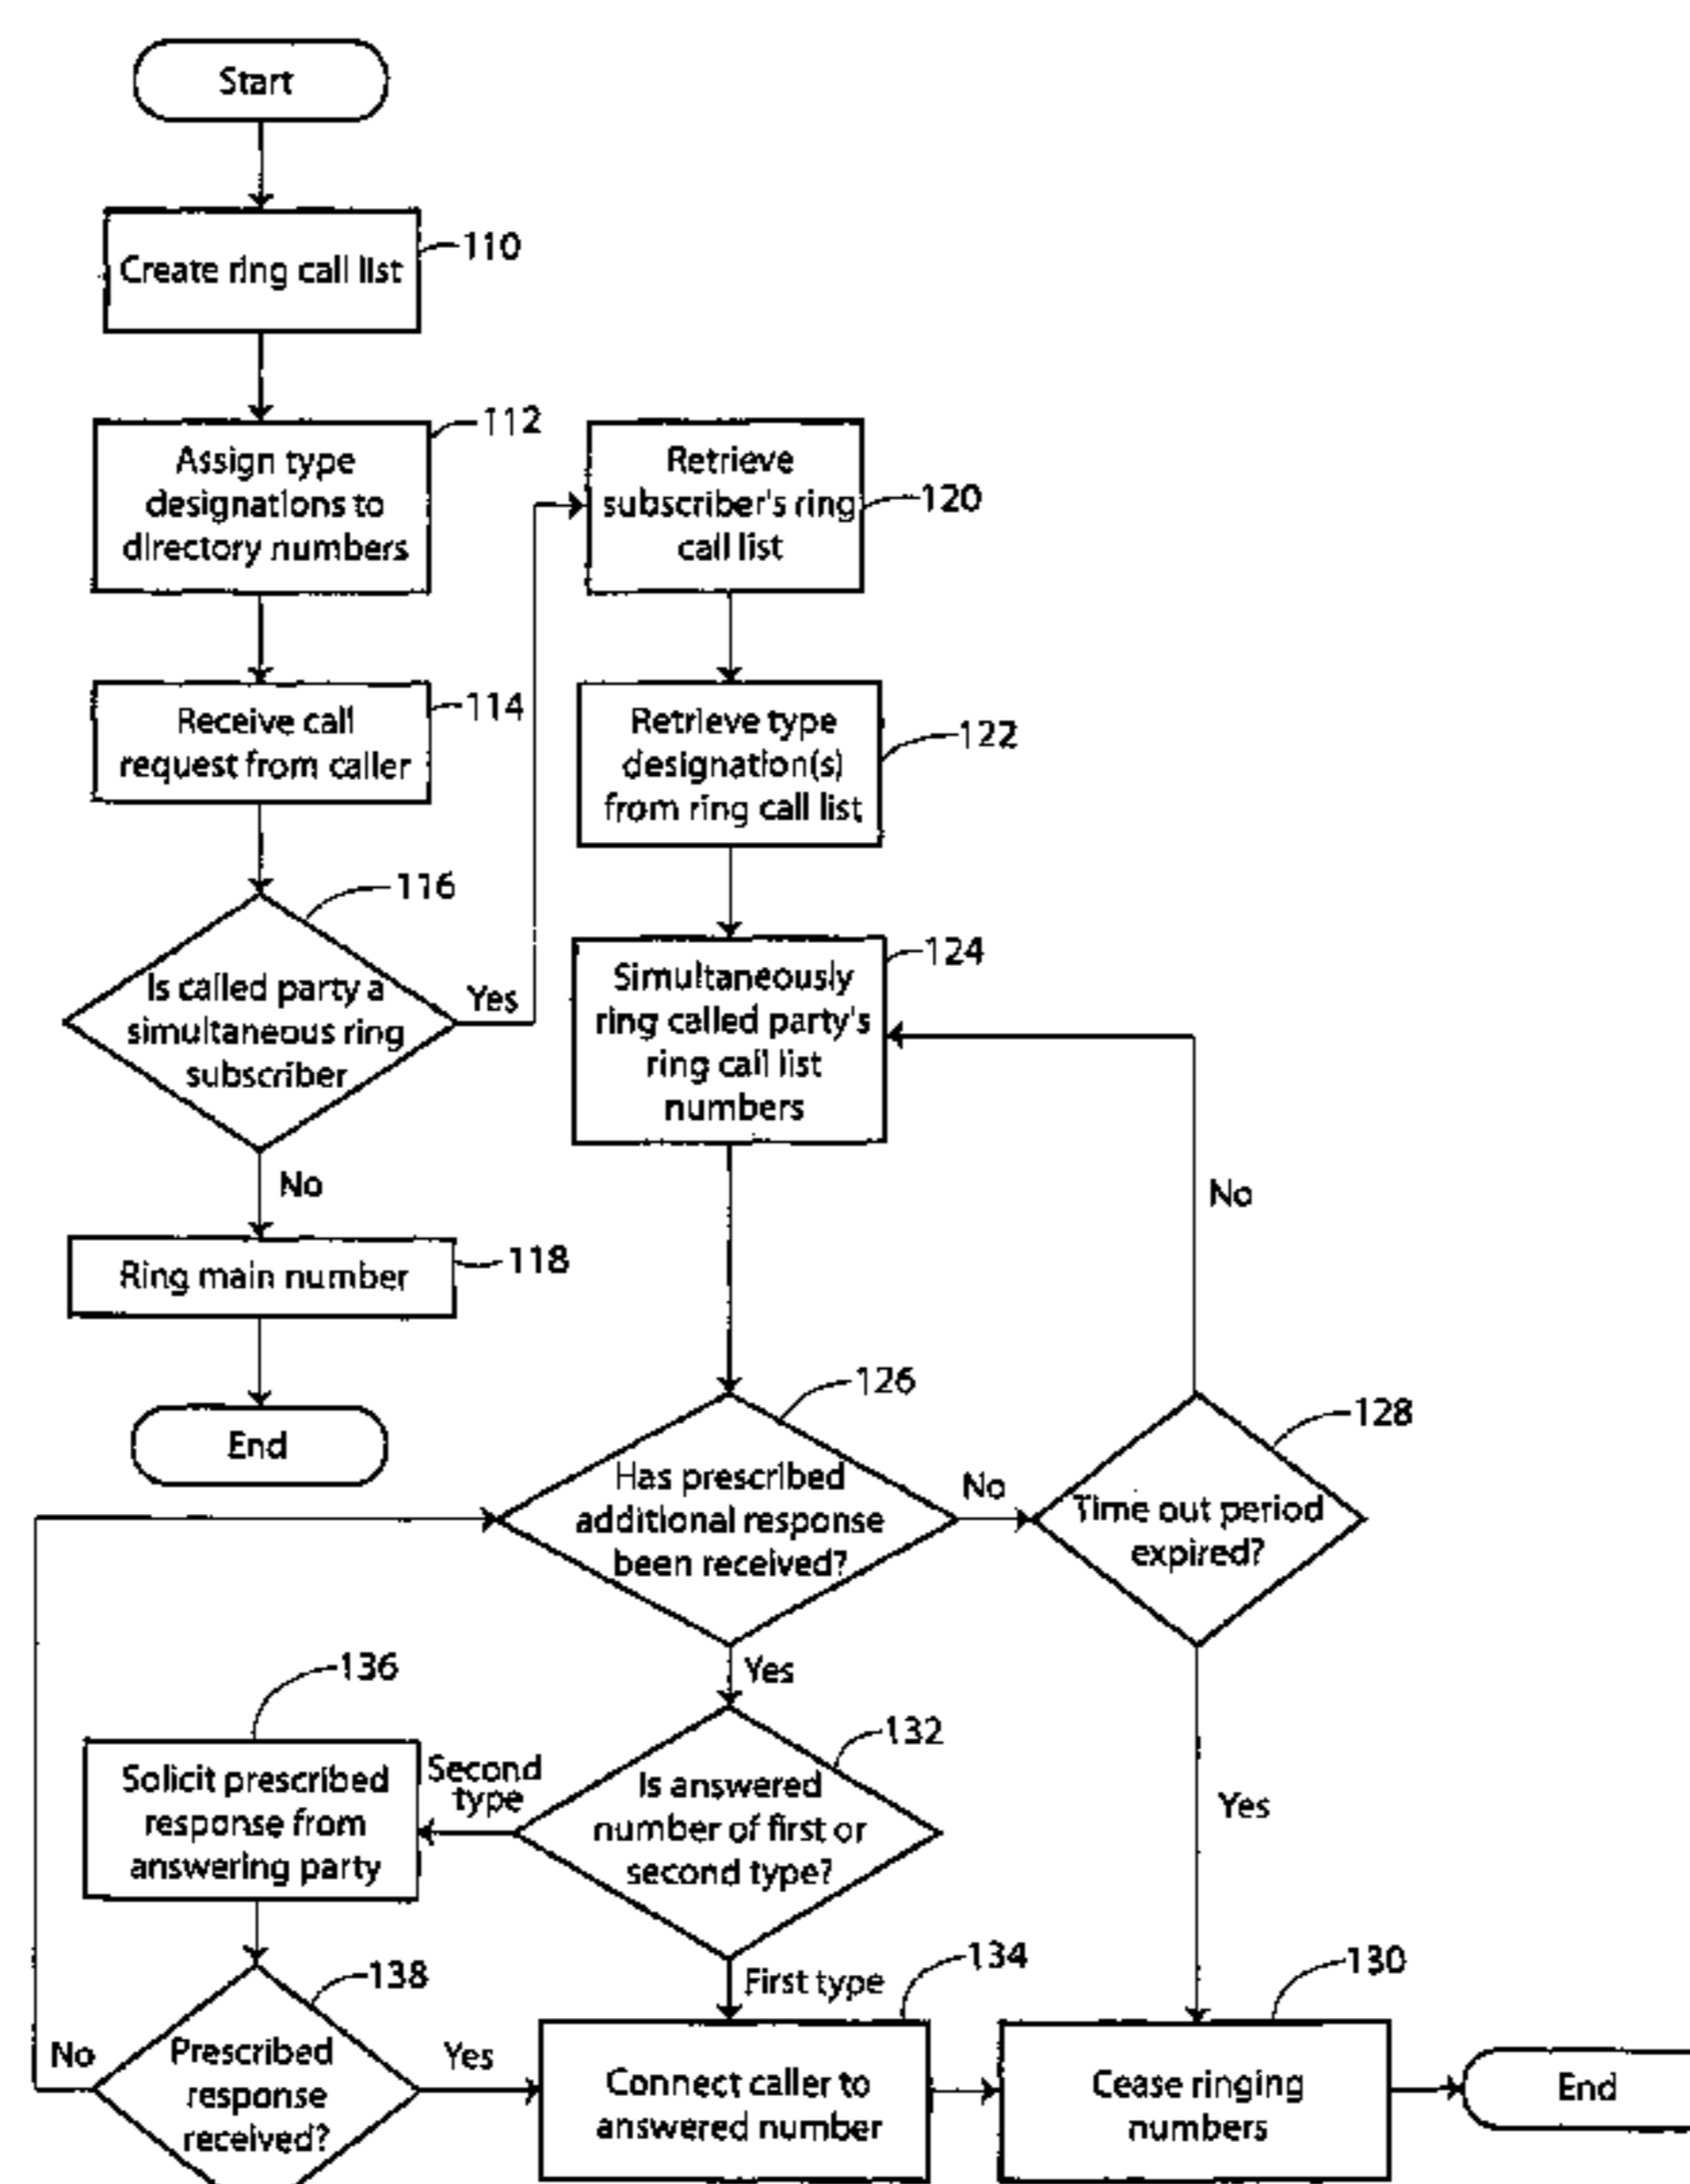 Start
Create ring call list
110
Assign type
designations to
directory numbers
112
Receive call
request from caller
114
Is called party a
simultaneous ring
subscriber
116
Yes
No
Ring main number
118
End
Retrieve
subscriber's ring
call list
120
Retrieve type
designation(s)
from ring call list
122
Simultaneously
ring called party's
ring call list
numbers
124
Has prescribed
additional response
been received?
126
No
Yes
Time out period
expired?
128
No
Yes
Is answered
number of first or
second type?
132
Second
type
First type
Solicit prescribed
response from
answering party
136
Prescribed
response
received?
138
No
Yes
Connect caller to
answered number
134
Cease ringing
numbers
130
End